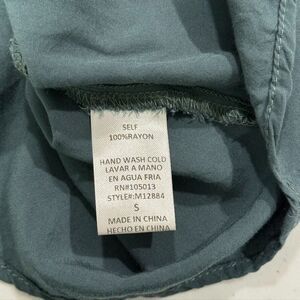 SELF
100%RAYON
HAND WASH COLD
LAVAR A MANO
EN AGUA FRIA
RN#105013
STYLE#:M12884
S
MADE IN CHINA
HECHO EN CHINA